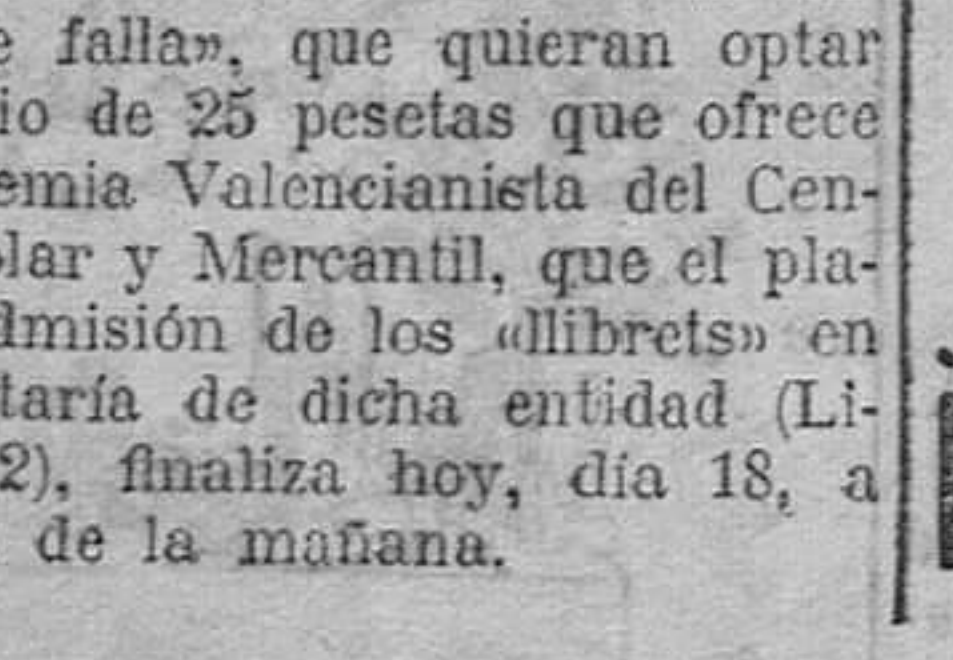 e falla», que quieran optar
io de 25 pesetas que ofrece
emia Valencianista del Cen-
lar y Mercantil, que el pla-
dmisión de los «llibrets» en
taría de dicha entidad (Li-
2), finaliza hoy, día 18, a
de la mañana.